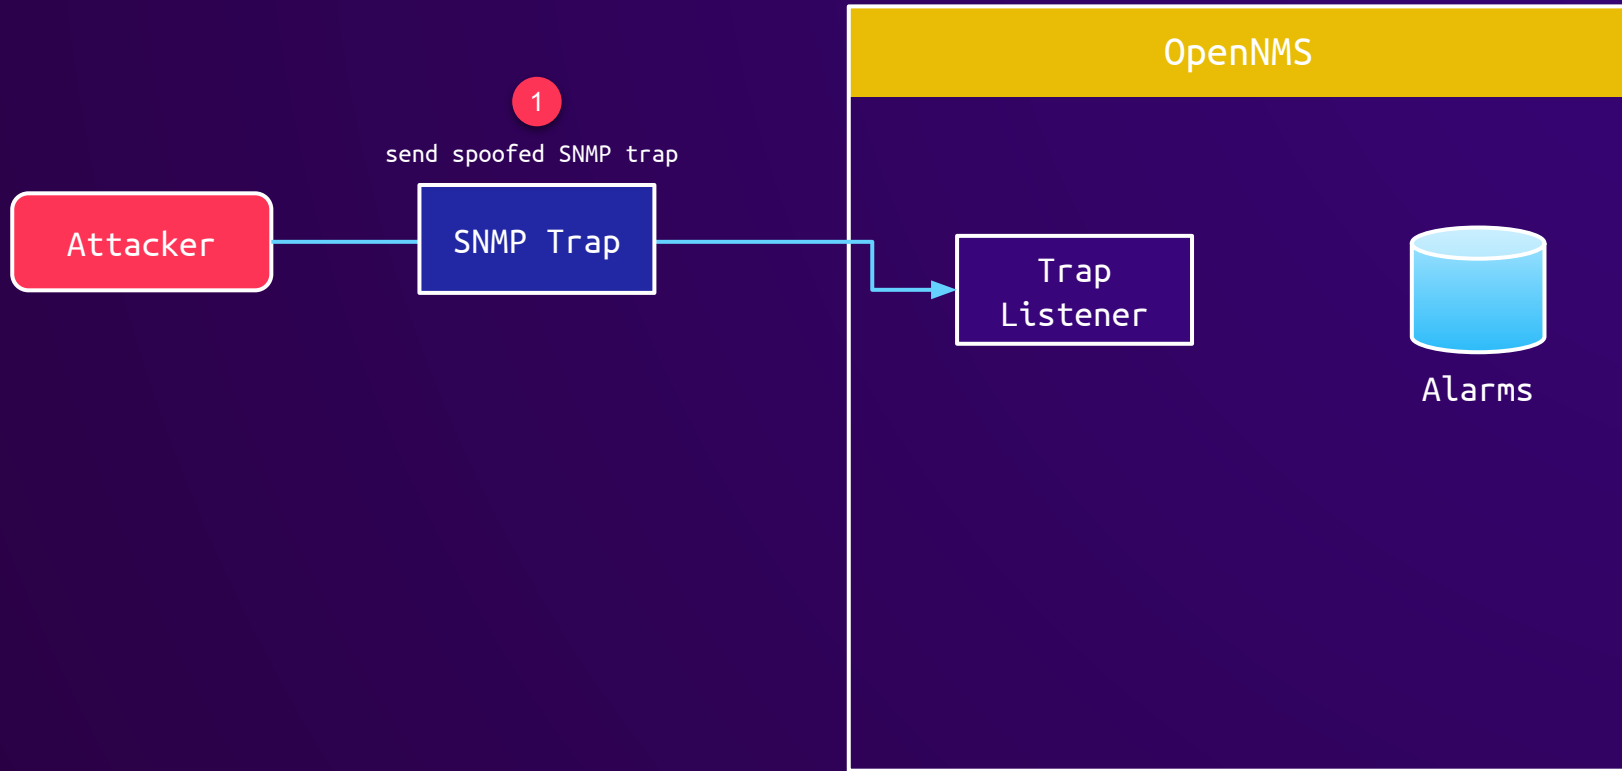 OpenNMS
1
send spoofed SNMP trap
Attacker
SNMP Trap
Trap
Listener
Alarms